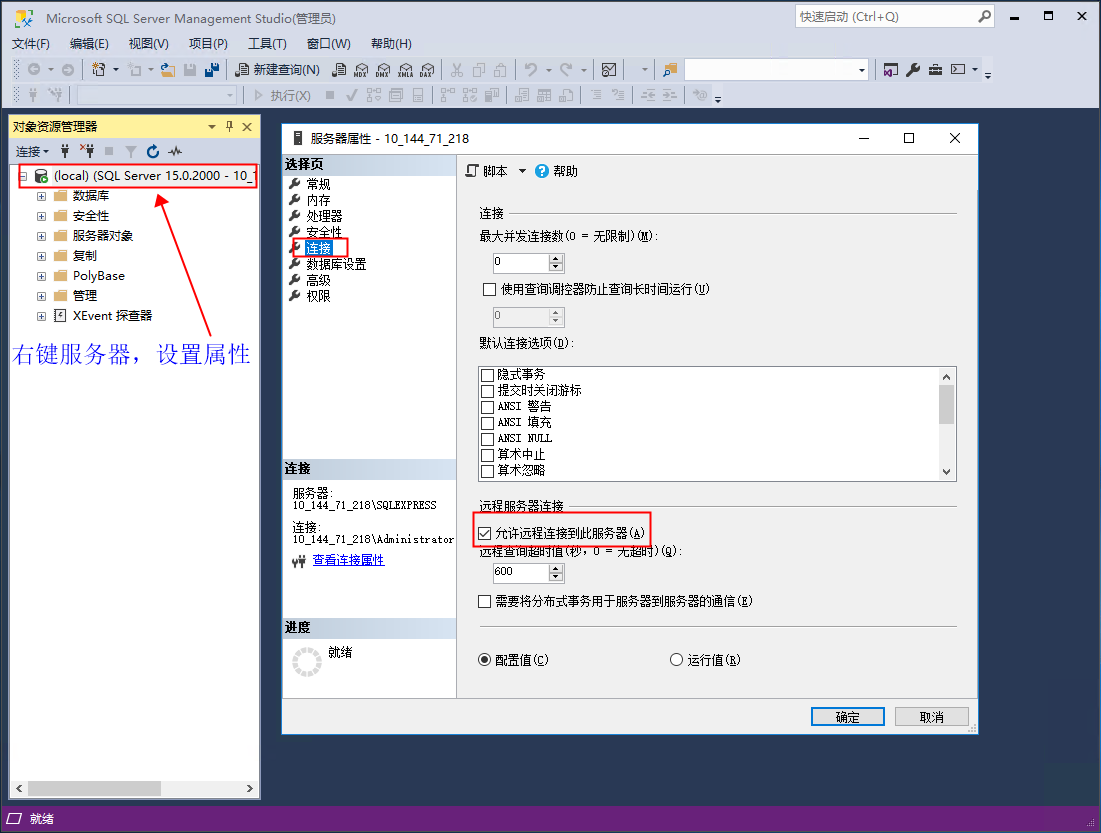 Microsoft SQL Server Management Studio(管理员)
快速启动 (Ctrl+Q)
文件(F) 编辑(E) 视图(V) 项目(P) 工具(T) 窗口(W) 帮助(H)
新建查询(N)
MDX DMX XMLA DAX
执行(X)
对象资源管理器
连接
(local) (SQL Server 15.0.2000 - 10_1
数据库
安全性
服务器对象
复制
PolyBase
管理
XEvent 探查器
右键服务器，设置属性
服务器属性 - 10_144_71_218
选择页
常规
内存
处理器
安全性
连接
数据库设置
高级
权限
连接
服务器:
10_144_71_218\SQLEXPRESS
连接:
10_144_71_218\Administrator
查看连接属性
进度
就绪
脚本 帮助
连接
最大并发连接数(0 = 无限制)(M):
0
使用查询调控器防止查询长时间运行(U)
0
默认连接选项(D):
隐式事务
提交时关闭游标
ANSI 警告
ANSI 填充
ANSI NULL
算术中止
算术忽略
远程服务器连接
允许远程连接到此服务器(A)
远程查询超时值(秒，0 = 无超时)(Q):
600
需要将分布式事务用于服务器到服务器的通信(E)
配置值(C) 运行值(R)
确定 取消
就绪